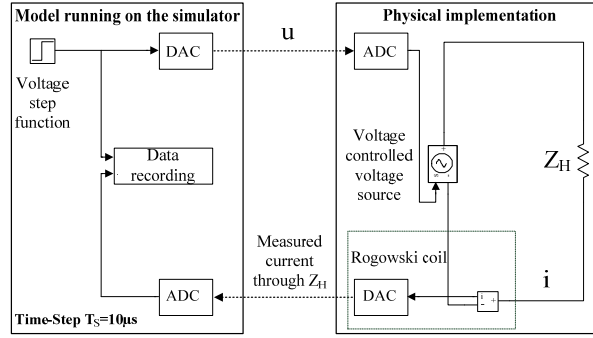 Model running on the simulator
DAC
Voltage
step
function
Data
recording
ADC
Time-Step TS=10μs
u
Measured
current
through ZH
Physical implementation
ADC
Voltage
controlled
voltage
source
+
s -
ZH
Rogowski coil
DAC
i
-
+
i